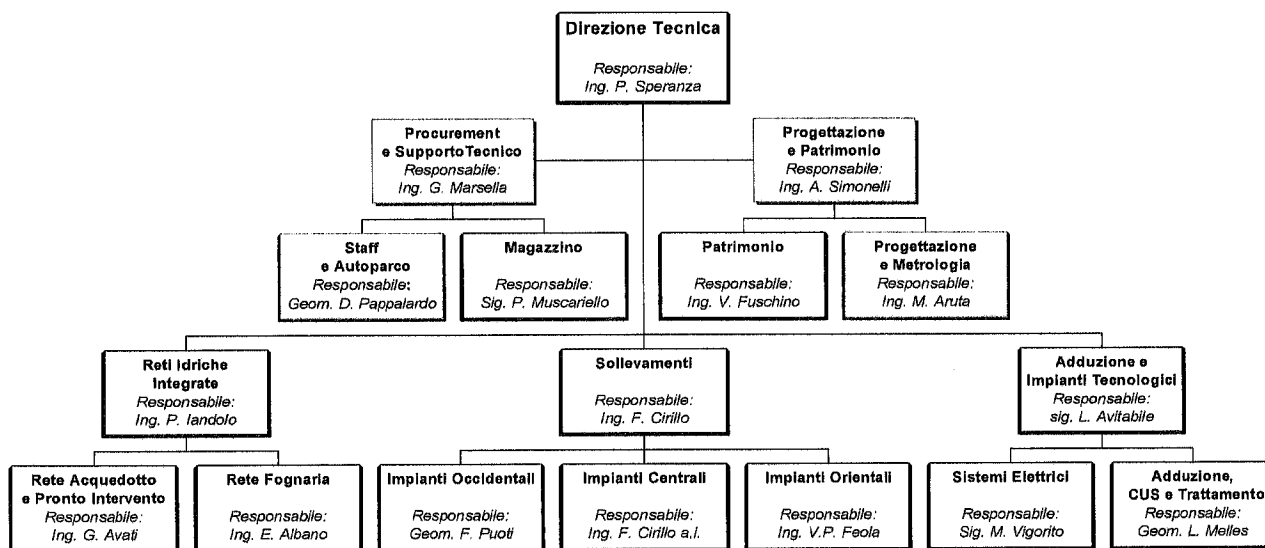 Direzione Tecnica
Responsabile:
Ing. P. Speranza
Procurement
e SupportoTecnico
Responsabile:
Ing. G. Marsella
Progettazione
e Patrimonio
Responsabile:
Ing. A. Simonelli
Staff
e Autoparco
Responsabile:
Geom. D. Pappalardo
Magazzino
Responsabile:
Sig. P. Muscariello
Patrimonio
Responsabile:
Ing. V. Fuschino
Progettazione
e Metrologia
Responsabile:
Ing. M. Aruta
Reti Idriche
Integrate
Responsabile:
Ing. P. Iandolo
Sollevamenti
Responsabile:
Ing. F. Cirillo
Adduzione e
Impianti Tecnologici
Responsabile:
sig. L. Avitabile
Rete Acquedotto
e Pronto Intervento
Responsabile:
Ing. G. Avati
Rete Fognaria
Responsabile:
Ing. E. Albano
Impianti Occidentali
Responsabile:
Geom. F. Puoti
Impianti Centrali
Responsabile:
Ing. F. Cirillo a.i.
Impianti Orientali
Responsabile:
Ing. V.P. Feola
Sistemi Elettrici
Responsabile:
Sig. M. Vigorito
Adduzione,
CUS e Trattamento
Responsabile:
Geom. L. Melles